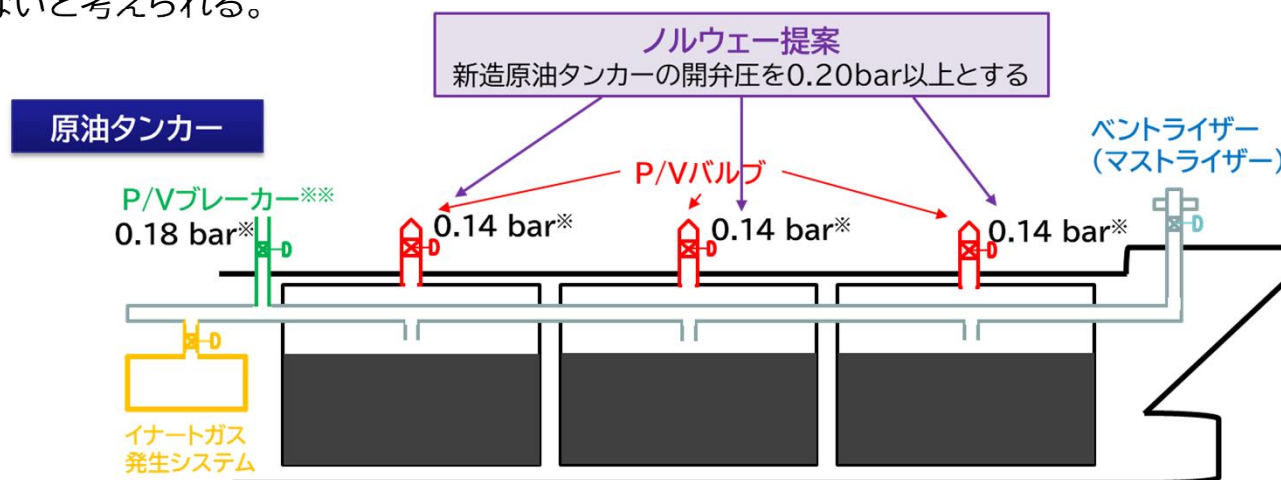 ないと考えられる。
ノルウェー提案
新造原油タンカーの開弁圧を0.20bar以上とする
原油タンカー
ベントライザー
(マストライザー)
P/Vバルブ
P/Vブレーカー※※
0.18 bar※
0.14 bar※
0.14 bar※
0.14 bar※
イナートガス
発生システム